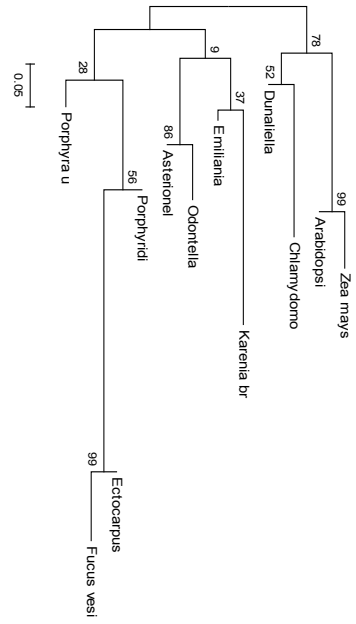 Zea mays
99
Arabidopsi
78
Chlamydomo
52
Dunaliella
Karenia br
37
Emiliania
9
Odontella
86
Asterionel
Porphyridi
56
Ectocarpus
99
Fucus vesi
28
Porphyra u
0.05